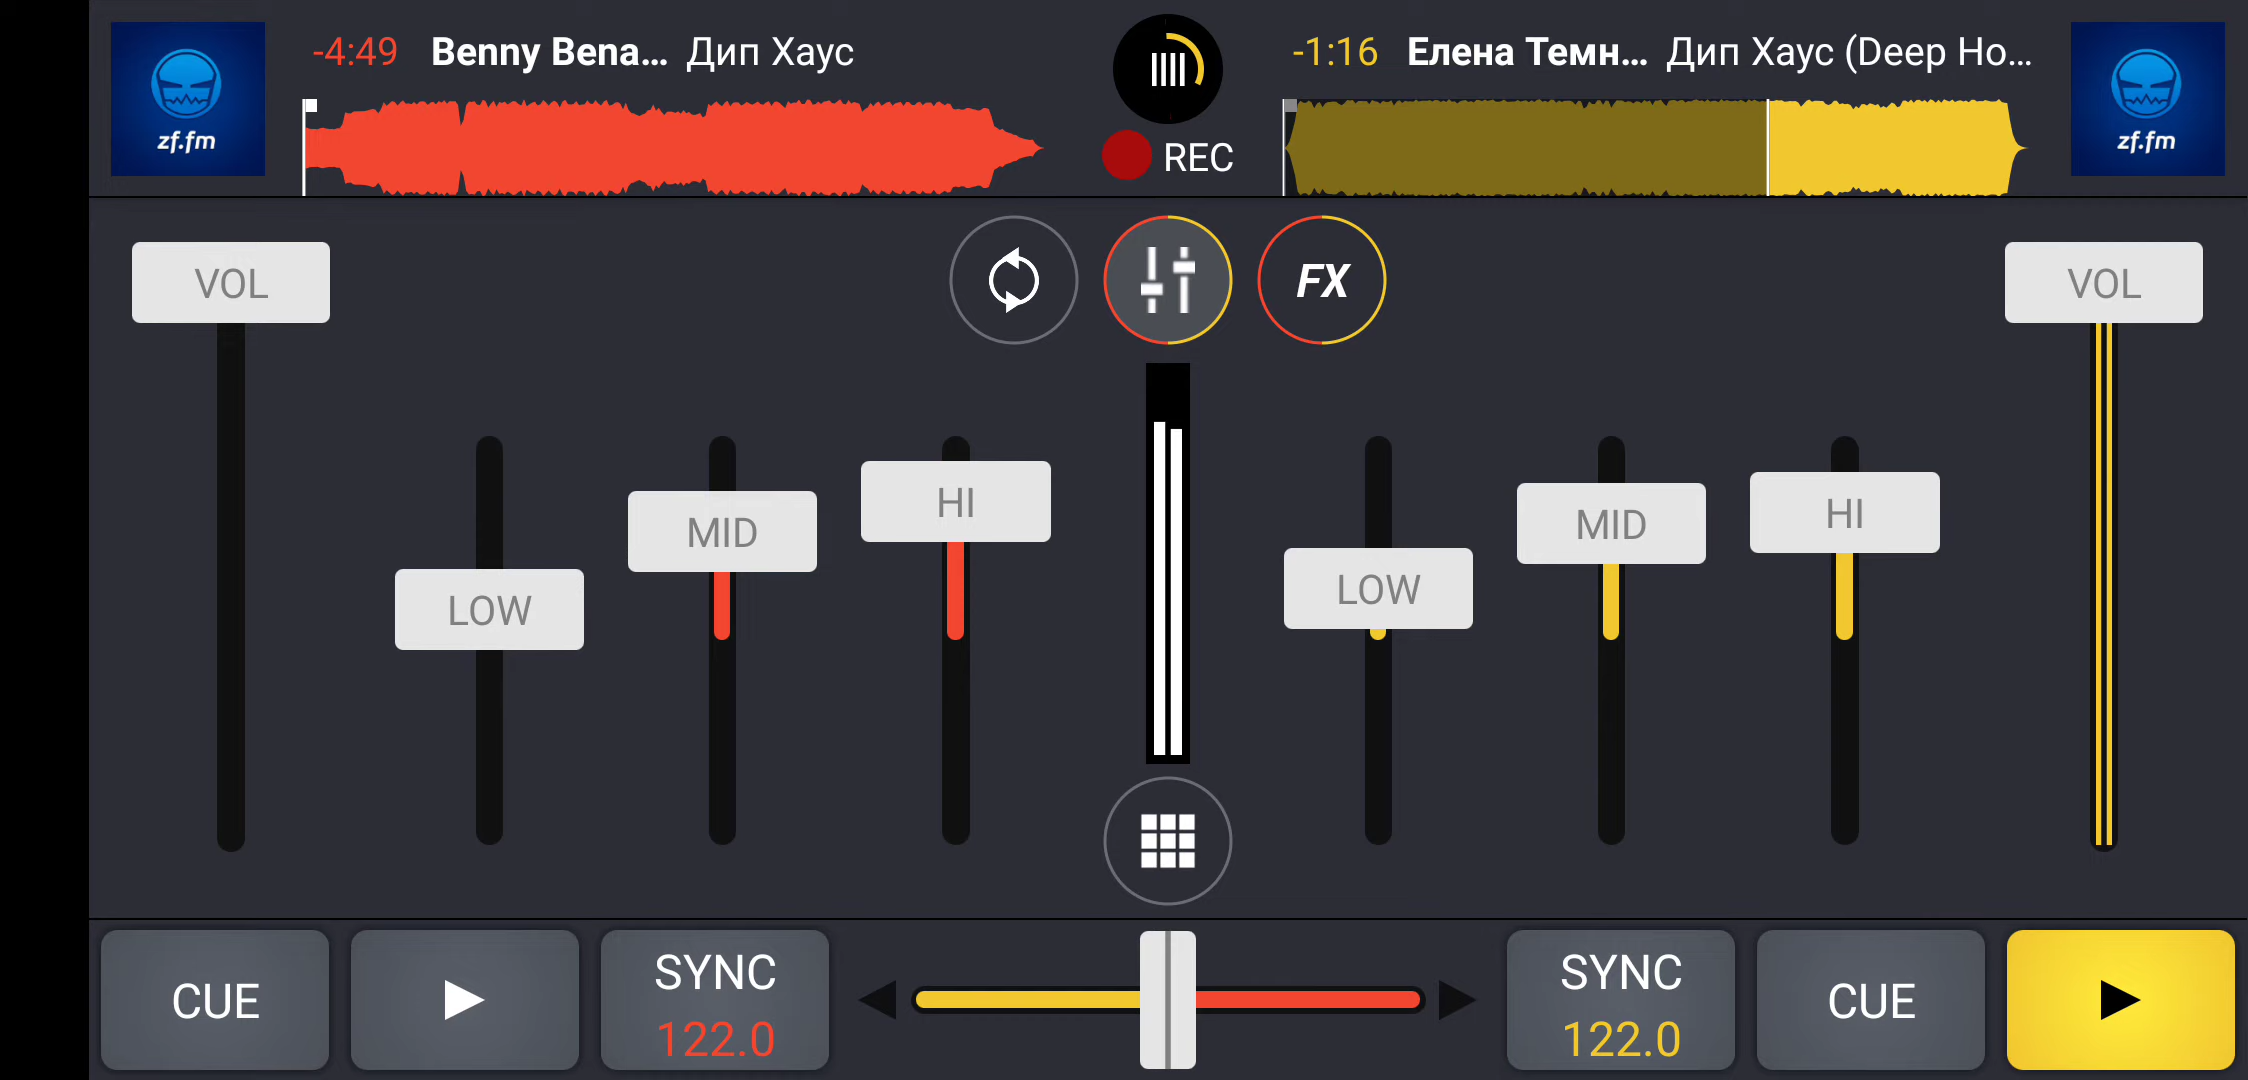 zf.fm
-4:49 Benny Bena... Дип Хаус
REC
-1:16 Елена Темн... Дип Хаус (Deep Ho...
zf.fm
VOL
FX
VOL
LOW
MID
HI
LOW
MID
HI
CUE
SYNC
122.0
SYNC
122.0
CUE